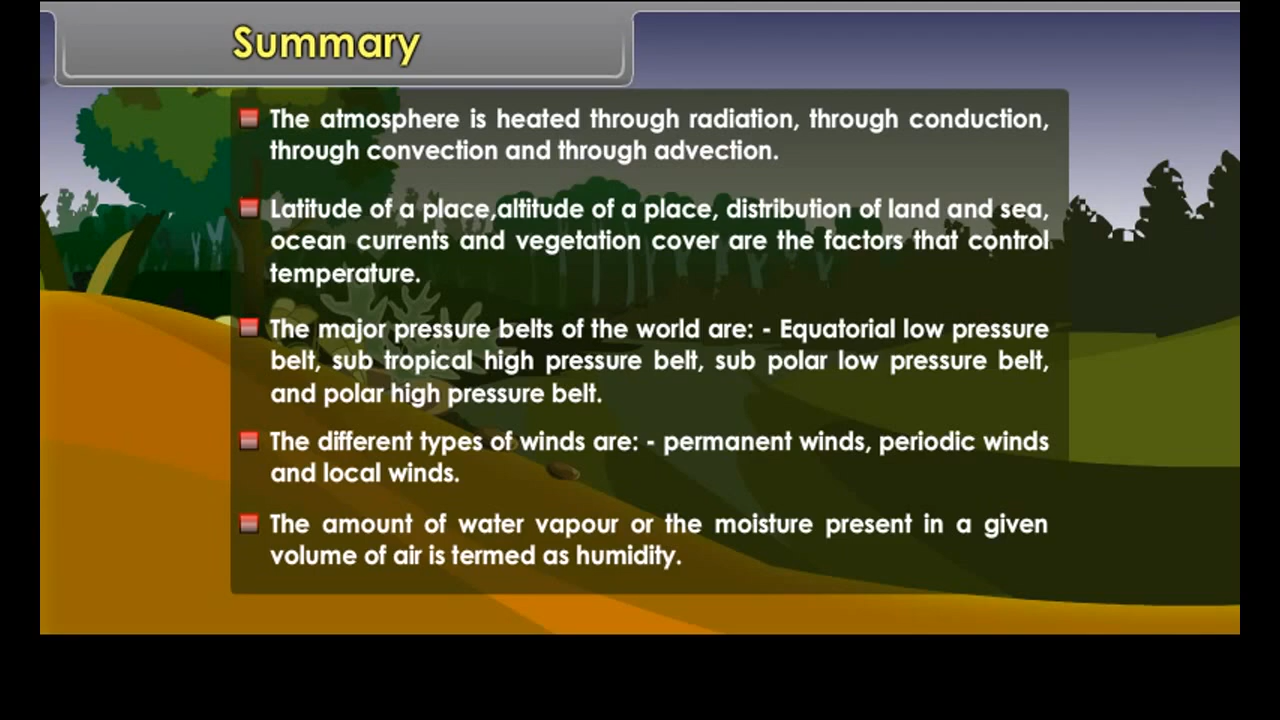 Summary
The atmosphere is heated through radiation, through conduction,
through convection and through advection.
Latitude of a place,altitude of a place, distribution of land and sea,
ocean currents and vegetation cover are the factors that control
temperature.
The major pressure belts of the world are: - Equatorial low pressure
belt, sub tropical high pressure belt, sub polar low pressure belt,
and polar high pressure belt.
The different types of winds are: - permanent winds, periodic winds
and local winds.
The amount of water vapour or the moisture present in a given
volume of air is termed as humidity.